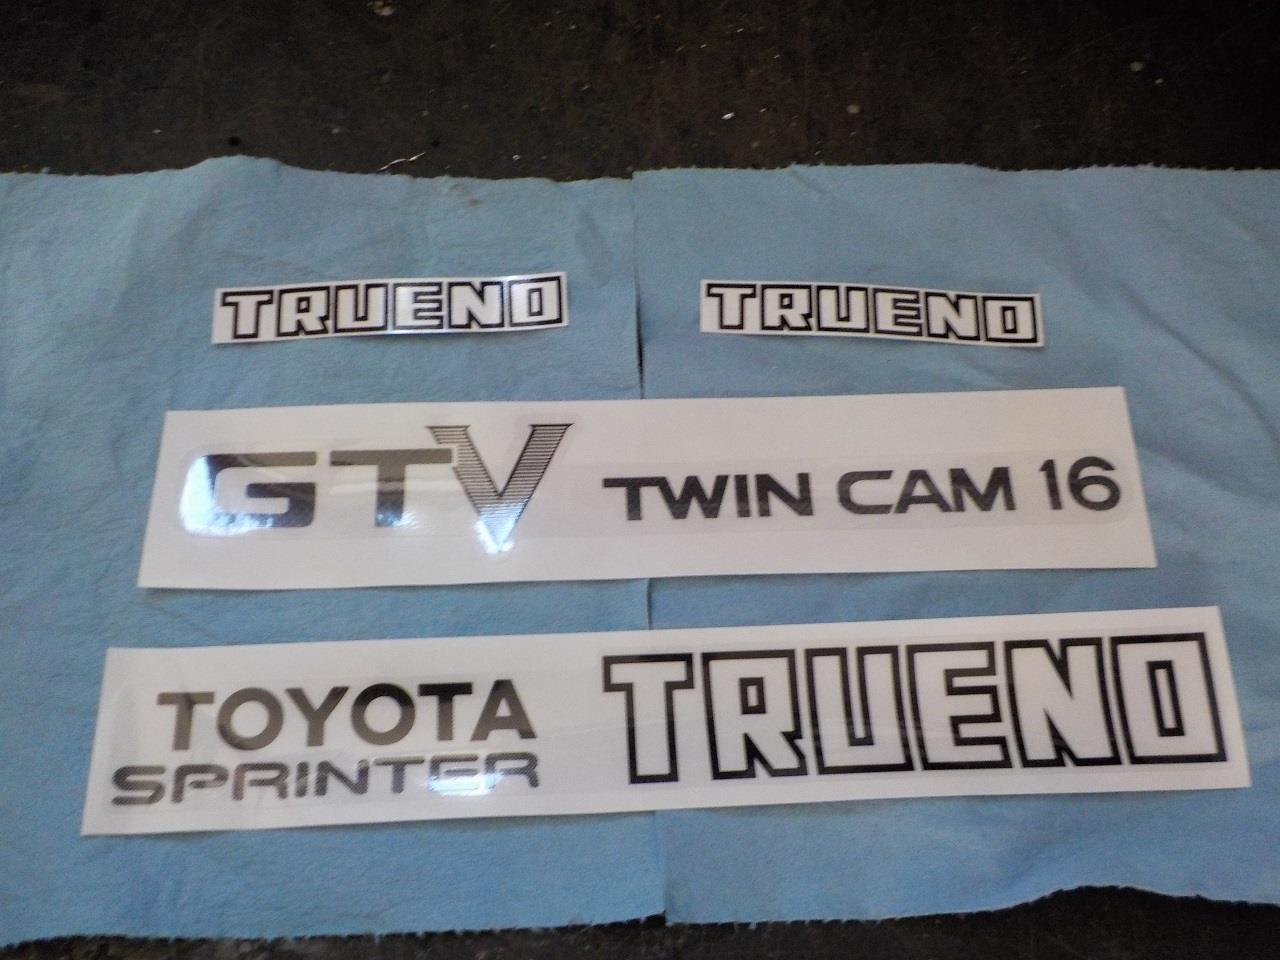 TRUENO TRUENO
GTV TWIN CAM 16
TOYOTA
SPRINTER
TRUENO